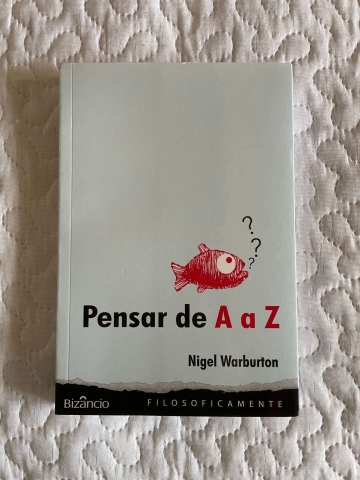 ?
?
?
Pensar de A a Z
Nigel Warburton
Bizâncio FILOSOFICAMENTE